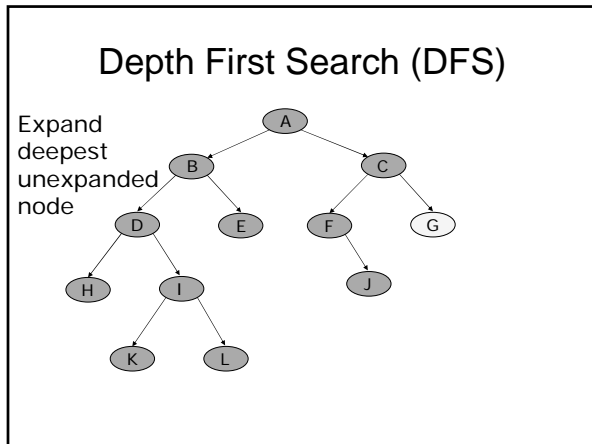 Depth First Search (DFS)
Expand
deepest
unexpanded
node
A
B
C
D
E
F
G
H
I
J
K
L